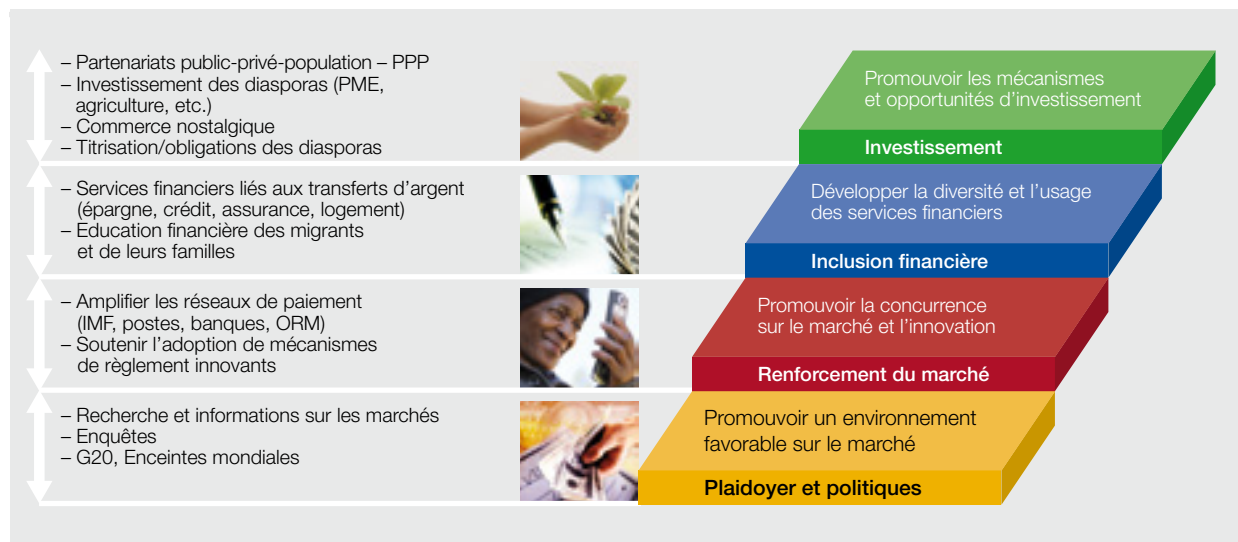 – Partenariats public-privé-population – PPP
– Investissement des diasporas (PME,
agriculture, etc.)
– Commerce nostalgique
– Titrisation/obligations des diasporas
Promouvoir les mécanismes
et opportunités d’investissement
Investissement
– Services financiers liés aux transferts d’argent
(épargne, crédit, assurance, logement)
– Education financière des migrants
et de leurs familles
Développer la diversité et l’usage
des services financiers
Inclusion financière
– Amplifier les réseaux de paiement
(IMF, postes, banques, ORM)
– Soutenir l’adoption de mécanismes
de règlement innovants
Promouvoir la concurrence
sur le marché et l’innovation
Renforcement du marché
– Recherche et informations sur les marchés
– Enquêtes
– G20, Enceintes mondiales
Promouvoir un environnement
favorable sur le marché
Plaidoyer et politiques